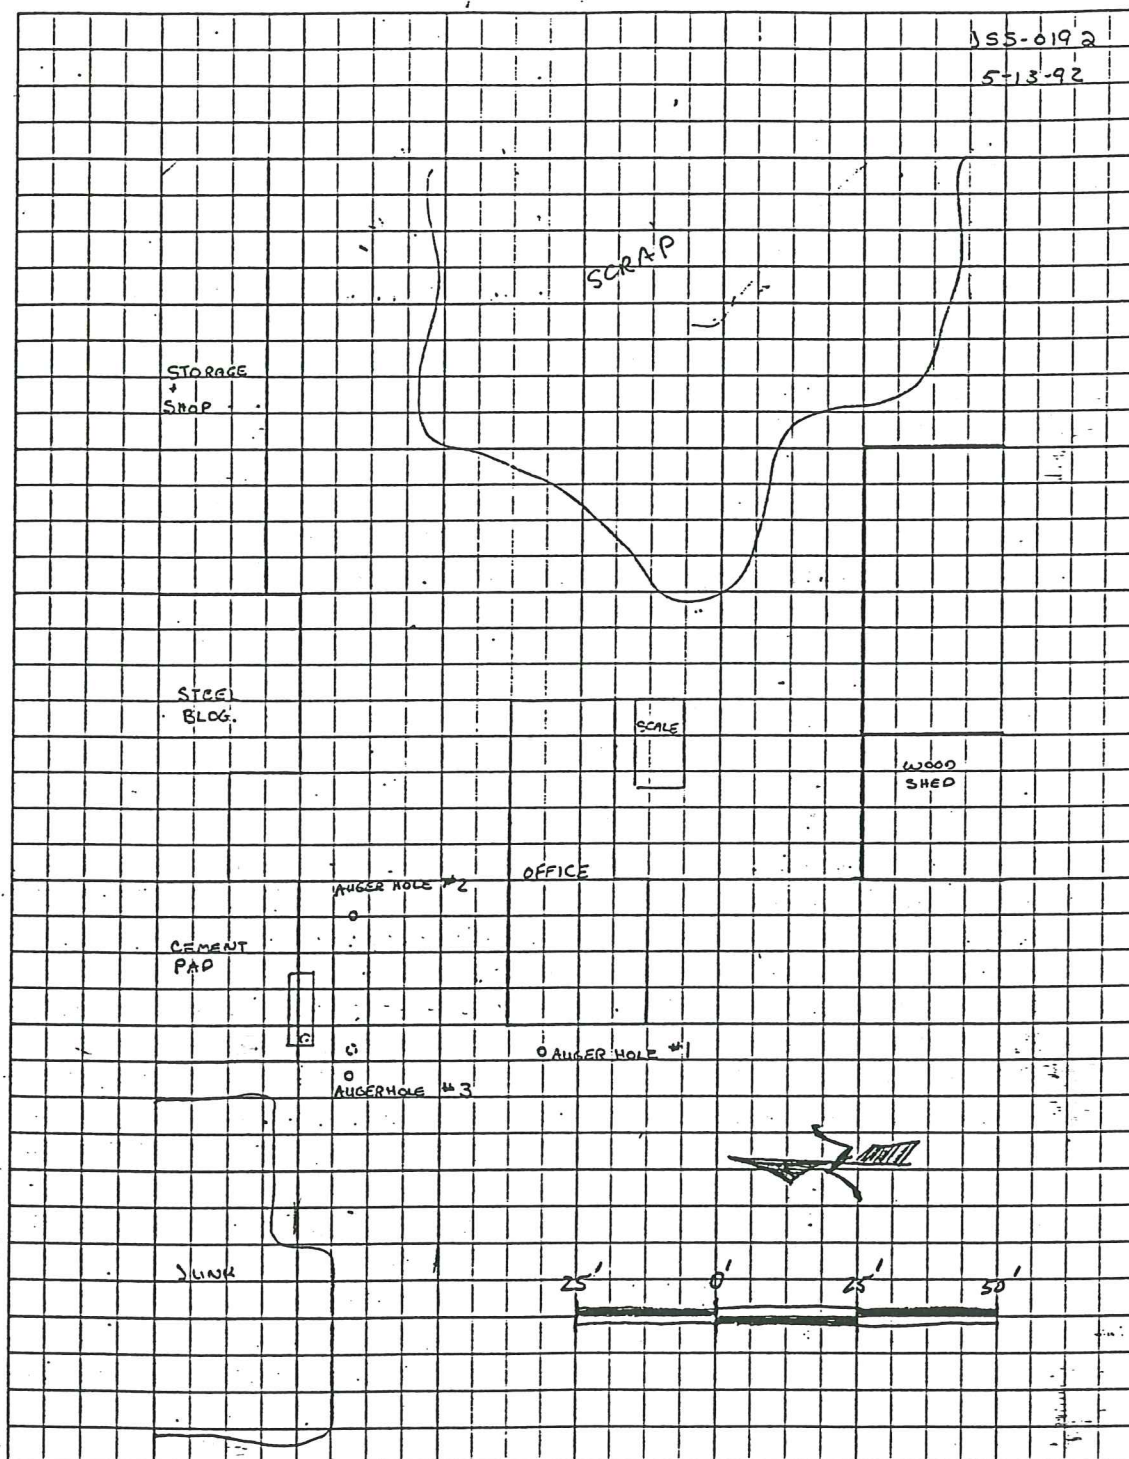 JSS-0192
5-13-92
SCRAP
STORAGE
+
SHOP
STEEL
BLDG.
SCALE
WOOD
SHED
OFFICE
AUGER HOLE #2
CEMENT
PAD
AUGER HOLE #1
AUGERHOLE #3
JUNK
25' 0' 25' 50'